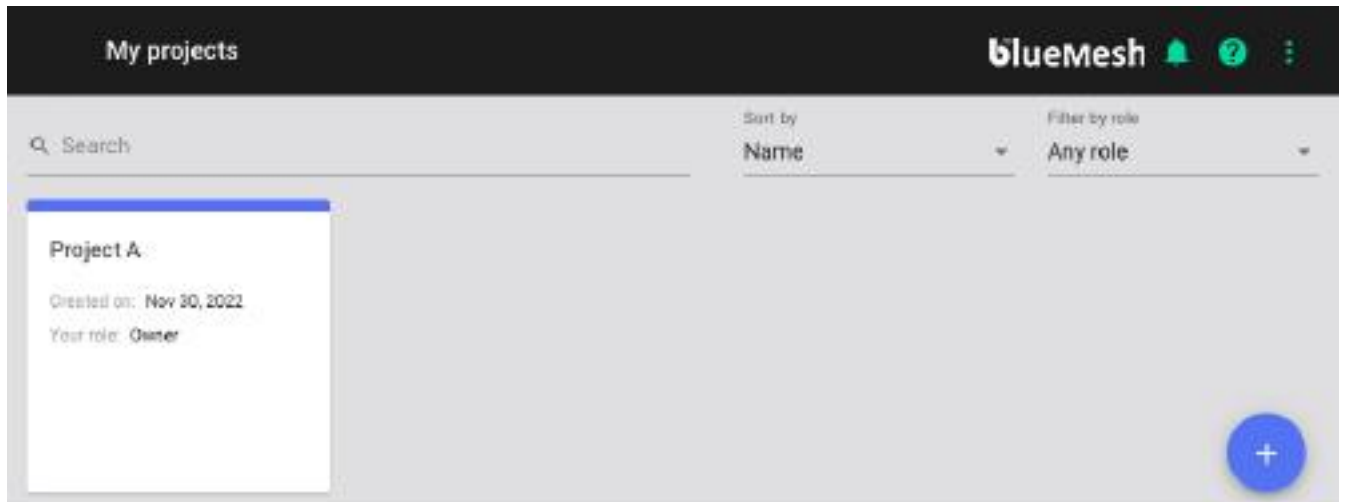 My projects
blueMesh
Search
Sort by
Name
Filter by role
Any role
Project A
Created on: Nov 30, 2022
Your role: Owner